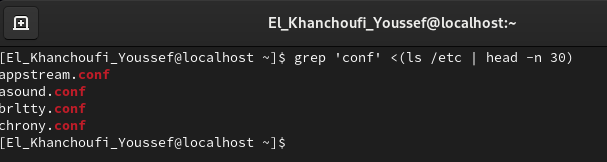 El_Khanchoufi_Youssef@localhost:~
[El_Khanchoufi_Youssef@localhost ~]$ grep 'conf' <(ls /etc | head -n 30)
appstream.conf
asound.conf
brltty.conf
chrony.conf
[El_Khanchoufi_Youssef@localhost ~]$